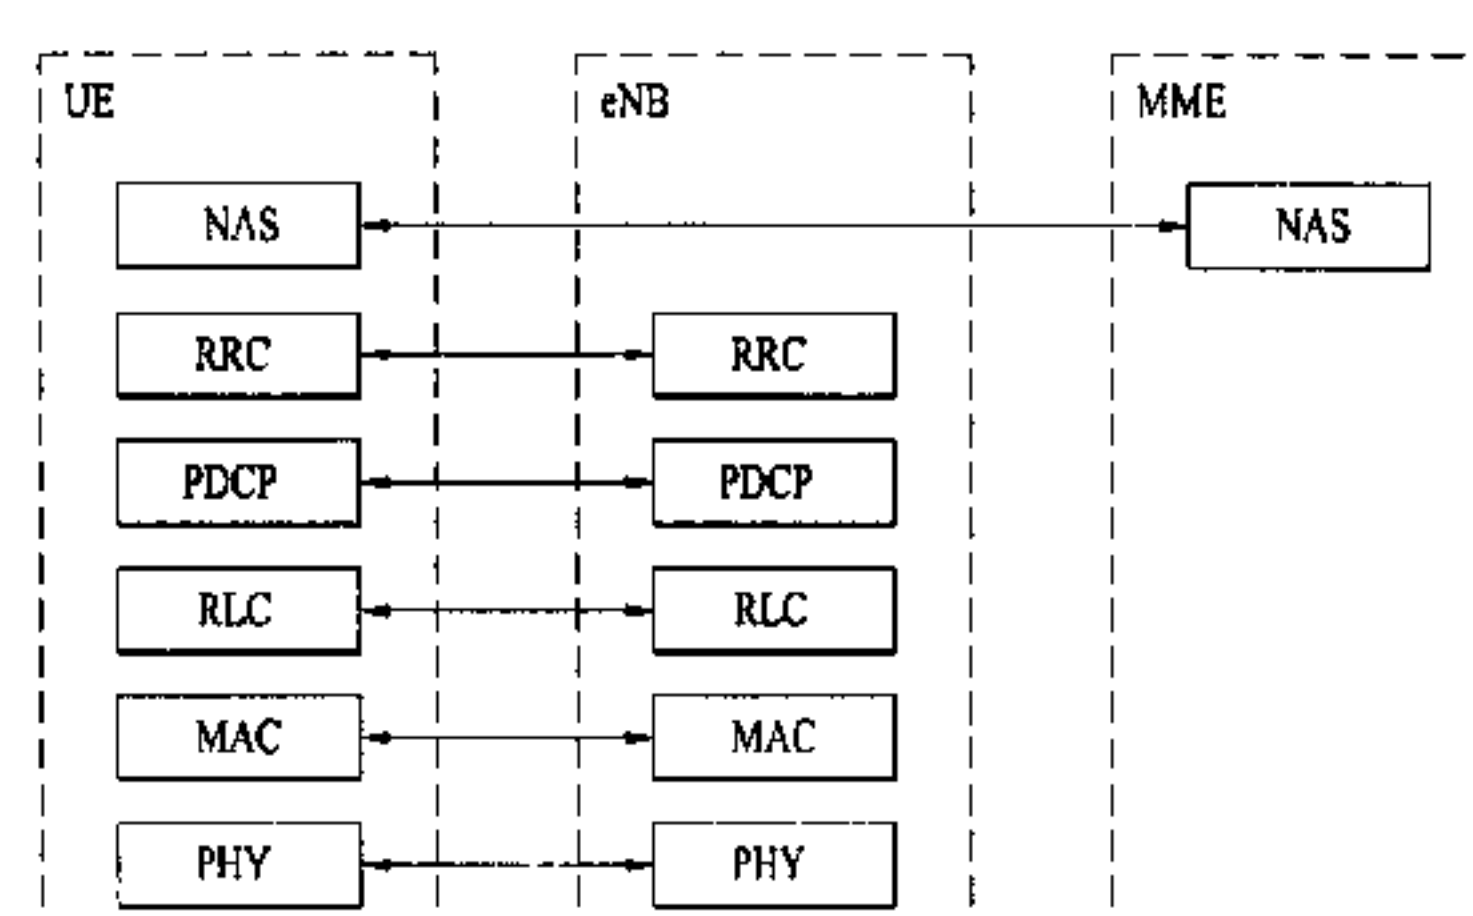 UE eNB MME
NAS NAS
RRC RRC
PDCP PDCP
RLC RLC
MAC MAC
PHY PHY